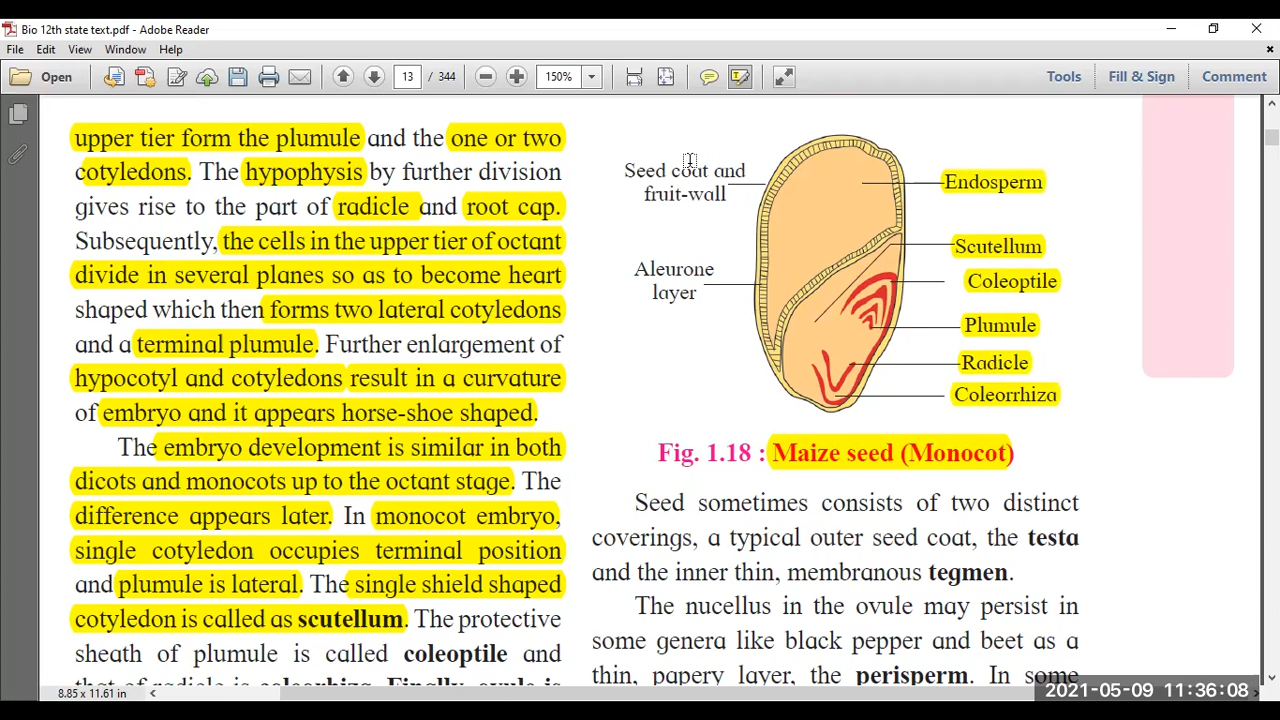 Bio 12th state text.pdf - Adobe Reader
File Edit View Window Help
Open 13 / 344 150% Tools Fill & Sign Comment
upper tier form the plumule and the one or two
cotyledons. The hypophysis by further division
gives rise to the part of radicle and root cap.
Subsequently, the cells in the upper tier of octant
divide in several planes so as to become heart
shaped which then forms two lateral cotyledons
and a terminal plumule. Further enlargement of
hypocotyl and cotyledons result in a curvature
of embryo and it appears horse-shoe shaped.
The embryo development is similar in both
dicots and monocots up to the octant stage. The
difference appears later. In monocot embryo,
single cotyledon occupies terminal position
and plumule is lateral. The single shield shaped
cotyledon is called as scutellum. The protective
sheath of plumule is called coleoptile and
that of radicle is coleorrhiza. Finally, ovule is
Seed coat and
fruit-wall
Aleurone
layer
Endosperm
Scutellum
Coleoptile
Plumule
Radicle
Coleorrhiza
Fig. 1.18 : Maize seed (Monocot)
Seed sometimes consists of two distinct
coverings, a typical outer seed coat, the testa
and the inner thin, membranous tegmen.
The nucellus in the ovule may persist in
some genera like black pepper and beet as a
thin, papery layer, the perisperm. In some
8.85 x 11.61 in
2021-05-09 11:36:08